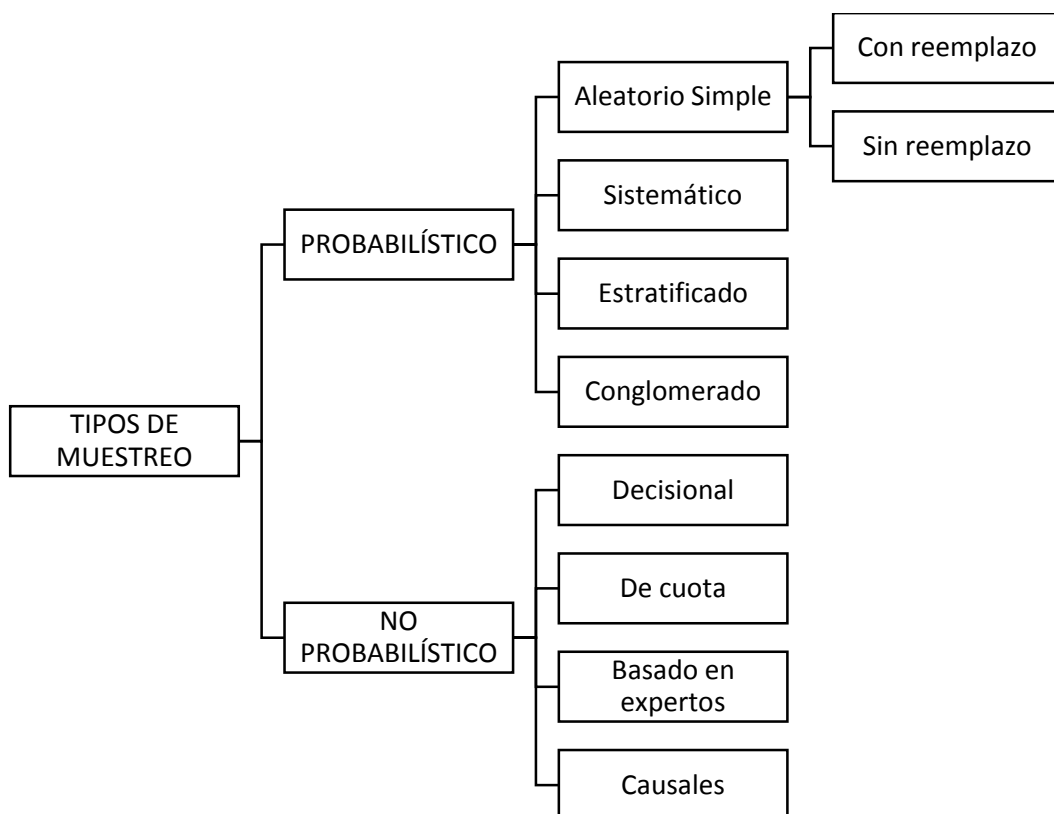 TIPOS DE
MUESTREO
PROBABILÍSTICO
Aleatorio Simple
Con reemplazo
Sin reemplazo
Sistemático
Estratificado
Conglomerado
NO
PROBABILÍSTICO
Decisional
De cuota
Basado en
expertos
Causales